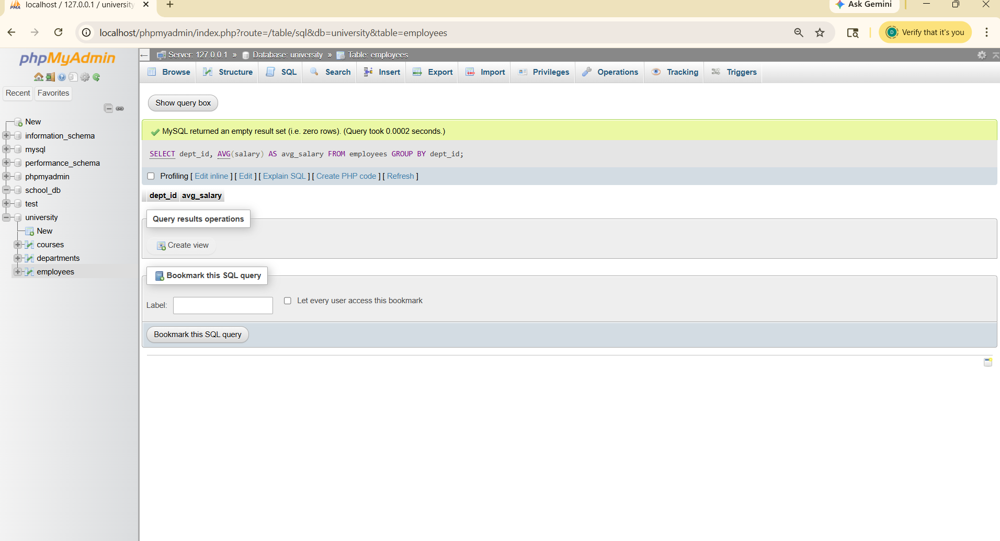 localhost / 127.0.0.1 / university
Ask Gemini
localhost/phpmyadmin/index.php?route=/table/sql&db=university&table=employees
D
Verify that it's you
phpMyAdmin
Recent
Favorites
New
information_schema
mysql
performance_schema
phpmyadmin
school_db
test
university
New
courses
departments
employees
Server: 127.0.0.1 » Database: university » Table: employees
Browse
Structure
SQL
Search
Insert
Export
Import
Privileges
Operations
Tracking
Triggers
Show query box
MySQL returned an empty result set (i.e. zero rows). (Query took 0.0002 seconds.)
SELECT dept_id, AVG(salary) AS avg_salary FROM employees GROUP BY dept_id;
Profiling [ Edit inline ] [ Edit ] [ Explain SQL ] [ Create PHP code ] [ Refresh ]
dept_id avg_salary
Query results operations
Create view
Bookmark this SQL query
Label:
Let every user access this bookmark
Bookmark this SQL query